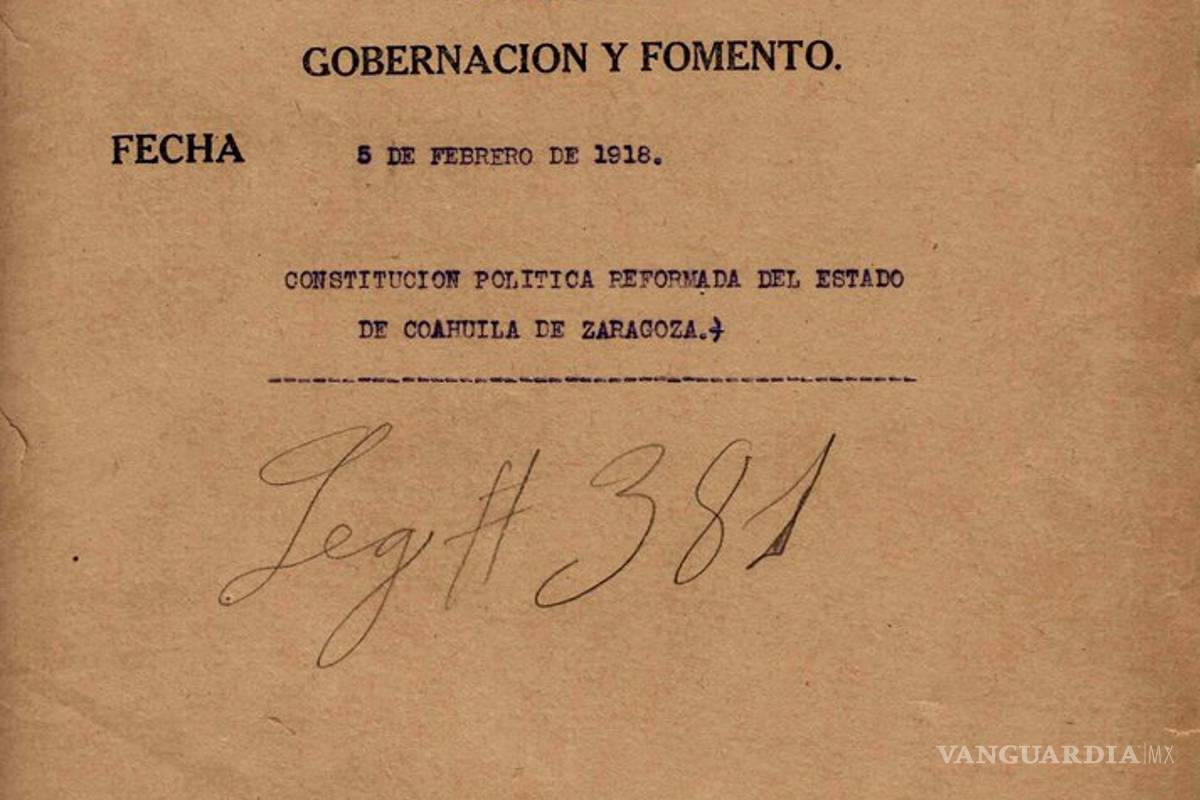 GOBERNACION Y FOMENTO.
FECHA 5 DE FEBRERO DE 1918.
CONSTITUCION POLITICA REFORMADA DEL ESTADO
DE COAHUILA DE ZARAGOZA.
Leg # 381
VANGUARDIA|MX